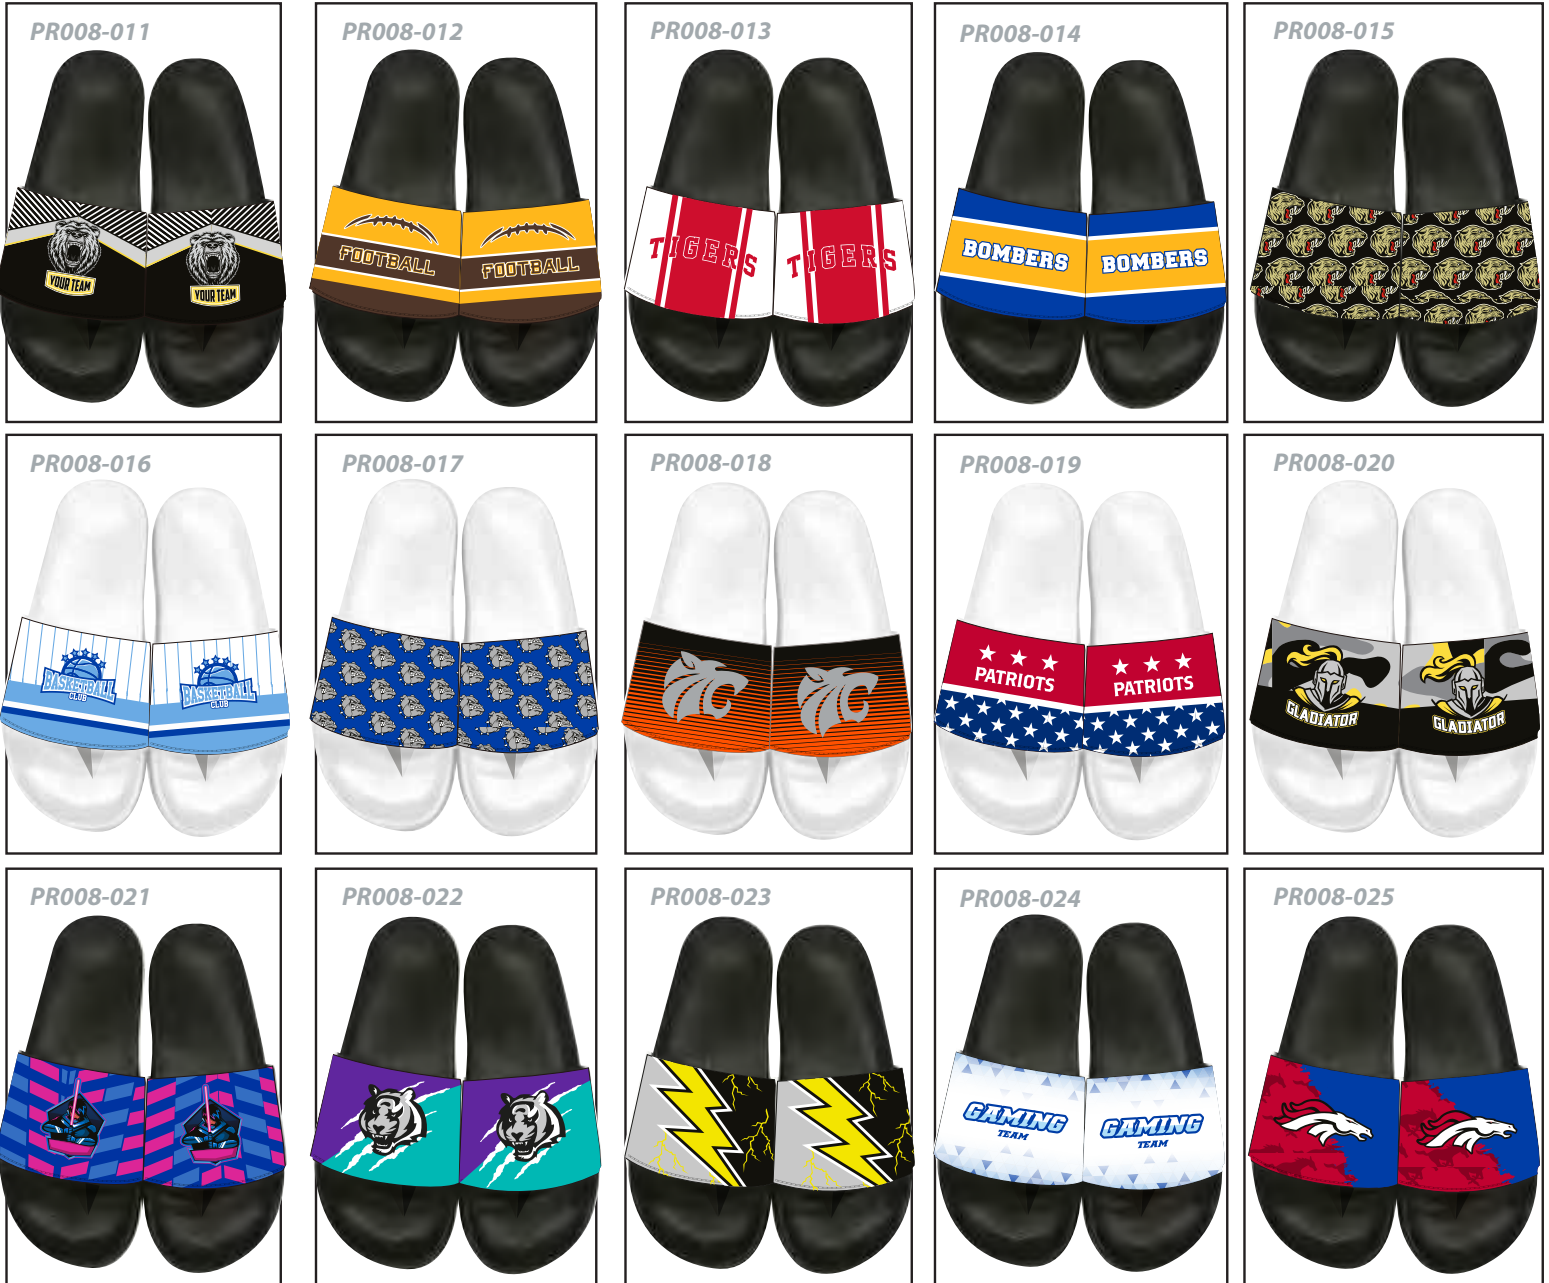 PR008-011
PR008-012
PR008-013
PR008-014
PR008-015
YOUR TEAM
YOUR TEAM
FOOTBALL
FOOTBALL
TIGERS
TIGERS
BOMBERS
BOMBERS
PR008-016
PR008-017
PR008-018
PR008-019
PR008-020
BASKETBALL
CLUB
BASKETBALL
CLUB
PATRIOTS
PATRIOTS
GLADIATOR
GLADIATOR
PR008-021
PR008-022
PR008-023
PR008-024
PR008-025
GAMING
TEAM
GAMING
TEAM